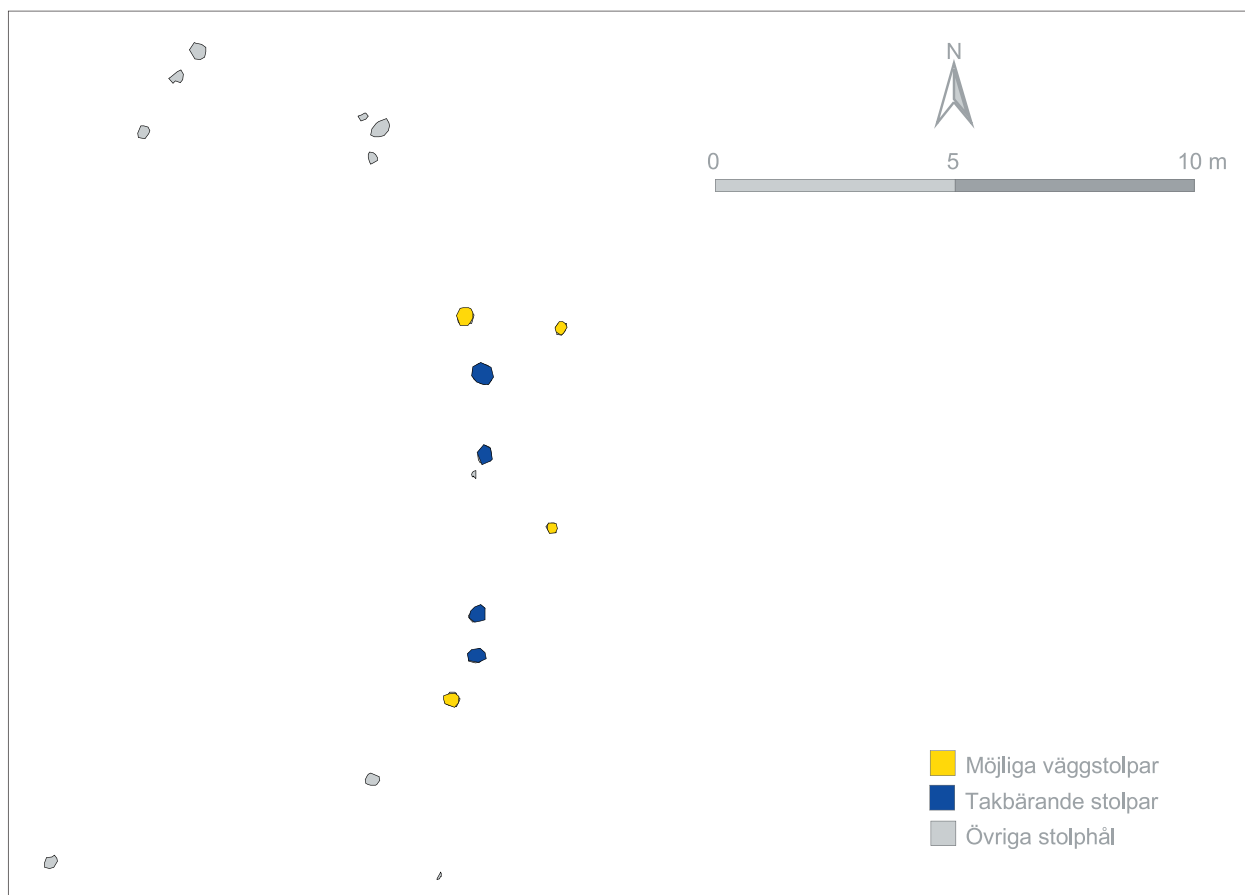 N
0 5 10 m
Möjliga väggstolpar
Takbärande stolpar
Övriga stolphål